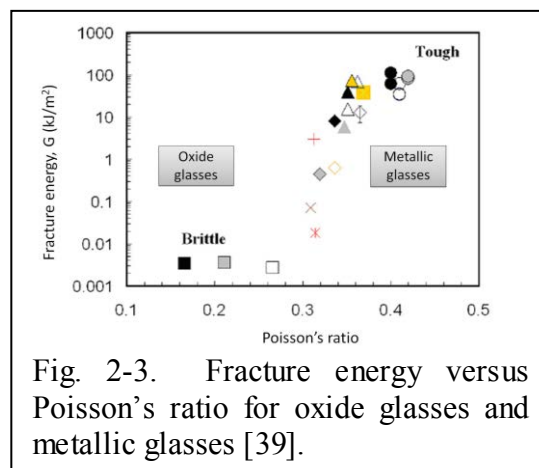 Tough
1000
100
10
1
0.1
0.01
0.001
Fracture energy, G (kJ/m²)
Oxide
glasses
Metallic
glasses
Brittle
0.1 0.2 0.3 0.4 0.5
Poisson's ratio
Fig. 2-3. Fracture energy versus
Poisson's ratio for oxide glasses and
metallic glasses [39].